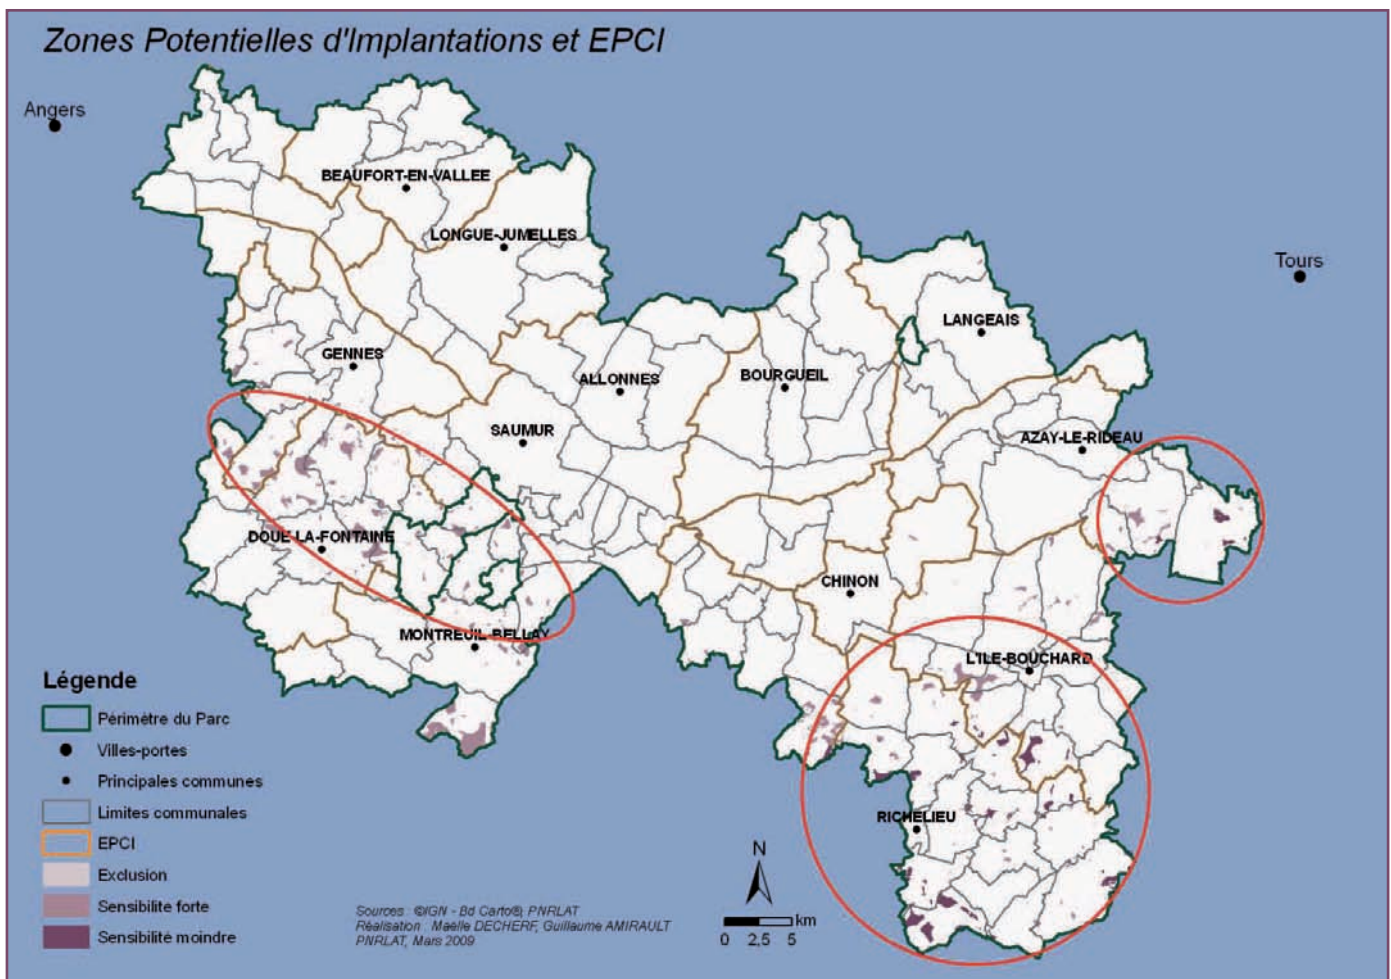 Zones Potentielles d'Implantations et EPCI
Angers
BEAUFORT-EN-VALLEE
LONGUE-JUMELLES
Tours
LANGEAIS
GENNES
ALLONNES
BOURGUEIL
SAUMUR
AZAY-LE-RIDEAU
DOUE-LA-FONTAINE
CHINON
MONTREUIL-BELLAY
L'ILE-BOUCHARD
RICHELIEU
Légende
Périmètre du Parc
Villes-portes
Principales communes
Limites communales
EPCI
Exclusion
Sensibilite forte
Sensibilité moindre
Sources : ©IGN - Bd Carto®, PNRLAT
Réalisation : Maëlle DECHERF, Guillaume AMIRAULT
PNRLAT, Mars 2009
N
km
0 2,5 5